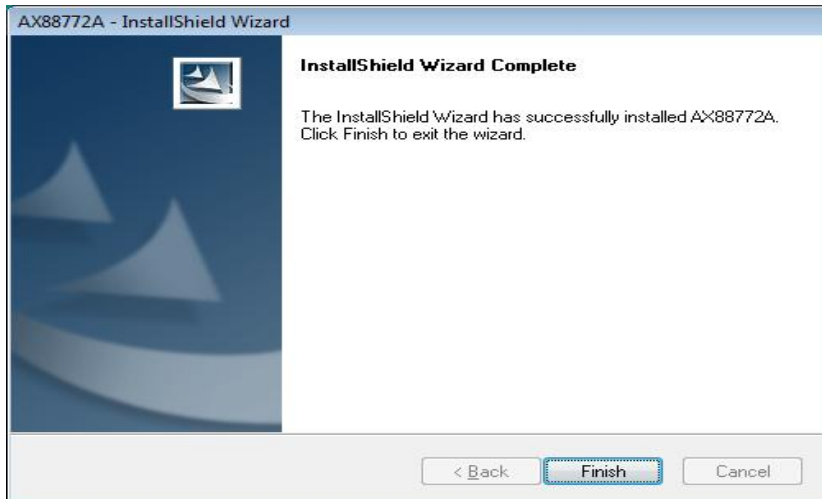 AX88772A - InstallShield Wizard
InstallShield Wizard Complete
The InstallShield Wizard has successfully installed AX88772A.
Click Finish to exit the wizard.
< Back
Finish
Cancel